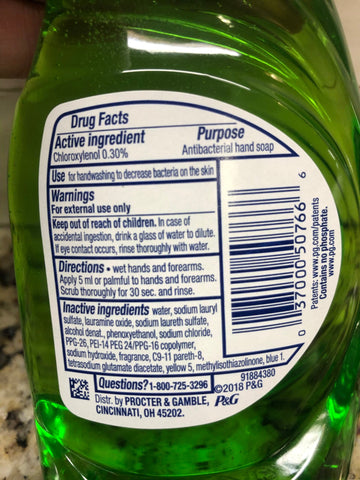 Drug Facts
Active ingredient Purpose
Chloroxylenol 0.30% Antibacterial hand soap
Use for handwashing to decrease bacteria on the skin
Warnings
For external use only
Keep out of reach of children. In case of
accidental ingestion, drink a glass of water to dilute.
If eye contact occurs, rinse thoroughly with water.
Directions • wet hands and forearms.
Apply 5 ml or palmful to hands and forearms.
Scrub thoroughly for 30 sec. and rinse.
Inactive ingredients water, sodium lauryl
sulfate, lauramine oxide, sodium laureth sulfate,
alcohol denat., phenoxyethanol, sodium chloride,
PPG-26, PEI-14 PEG 24/PPG-16 copolymer,
sodium hydroxide, fragrance, C9-11 pareth-8,
tetrasodium glutamate diacetate, yellow 5, methylisothiazolinone, blue 1.
Questions? 1-800-725-3296
Distr. by PROCTER & GAMBLE,
CINCINNATI, OH 45202.
91884380
©2018 P&G
P&G
0 37000 50766 6
Patents: www.pg.com/patents
Contains no phosphate.
www.pg.com